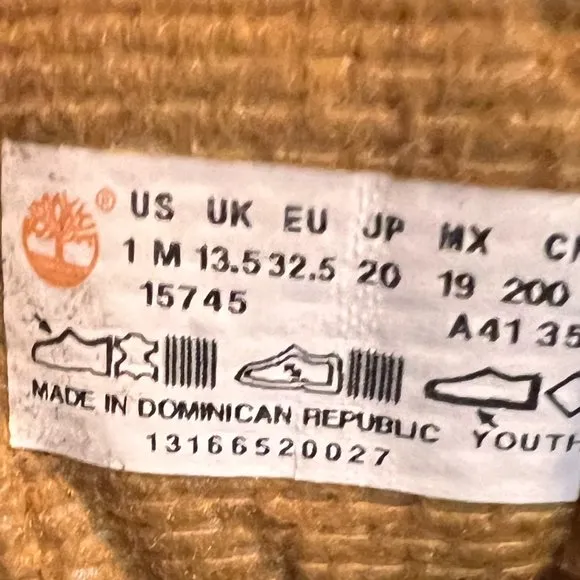 ® US UK EU JP MX
1 M 13.5 32.5 20 19 200
15745 A41 35
MADE IN DOMINICAN REPUBLIC YOUTH
13166520027